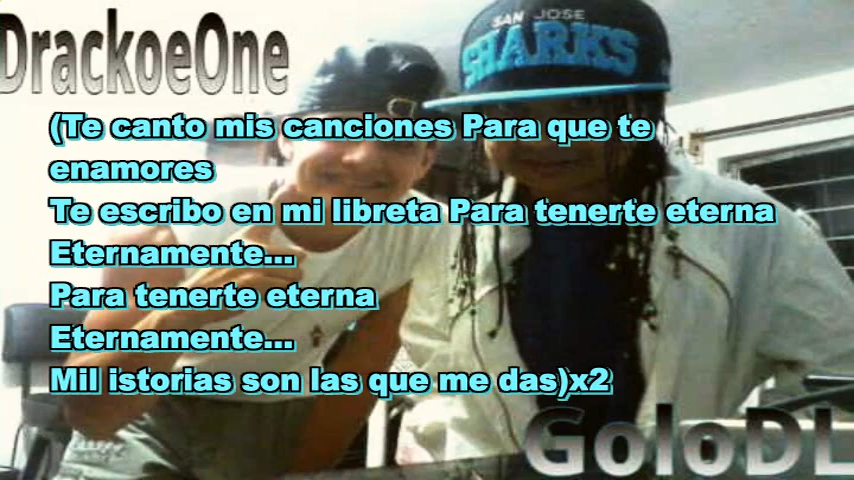 DrackoeOne
SAN JOSE
SHARKS
(Te canto mis canciones Para que te
enamores
Te escribo en mi libreta Para tenerte eterna
Eternamente...
Para tenerte eterna
Eternamente...
Mil istorias son las que me das)x2
GoloDL